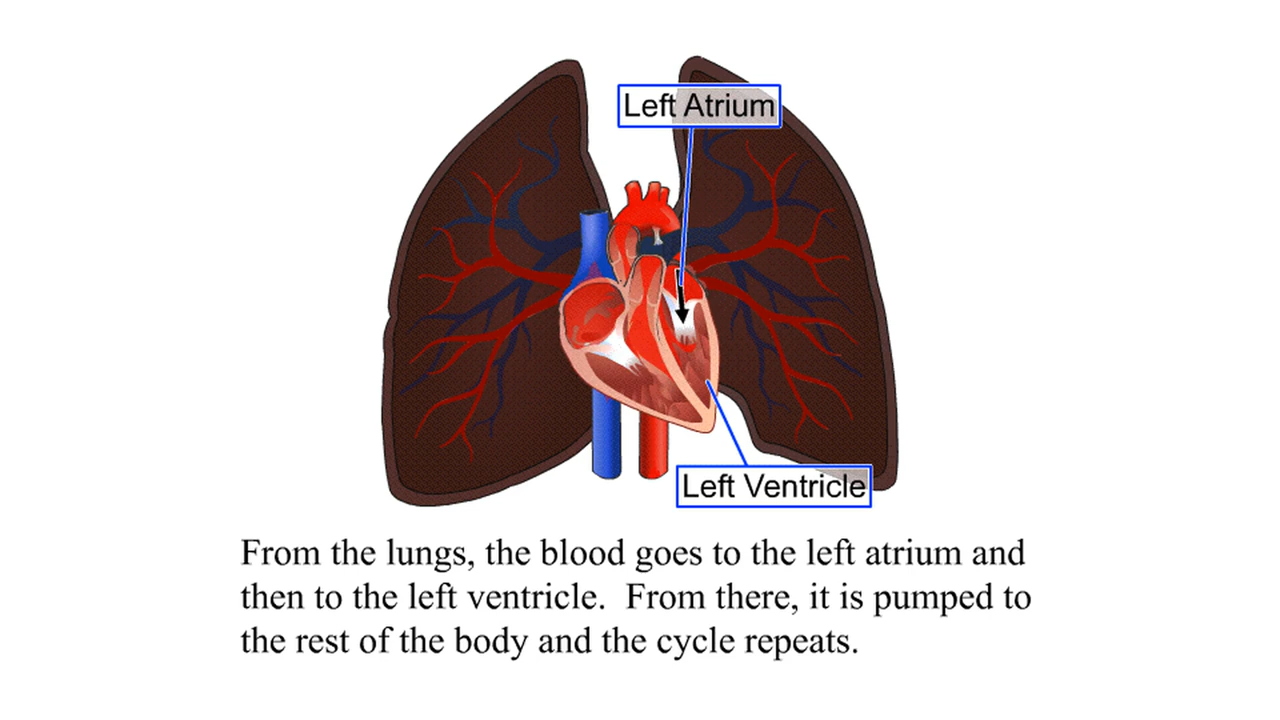 Left Atrium
Left Ventricle
From the lungs, the blood goes to the left atrium and
then to the left ventricle.  From there, it is pumped to
the rest of the body and the cycle repeats.